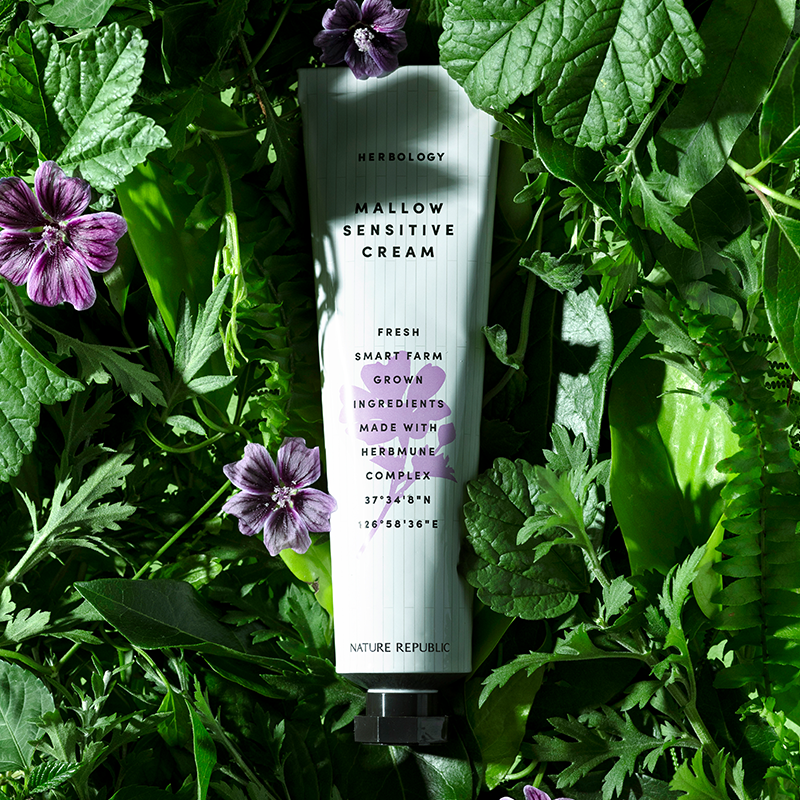 HERBOLOGY
MALLOW
SENSITIVE
CREAM
FRESH
SMART FARM
GROWN
INGREDIENTS
MADE WITH
HERBMUNE
COMPLEX
37°34'8"N
126°58'36"E
NATURE REPUBLIC